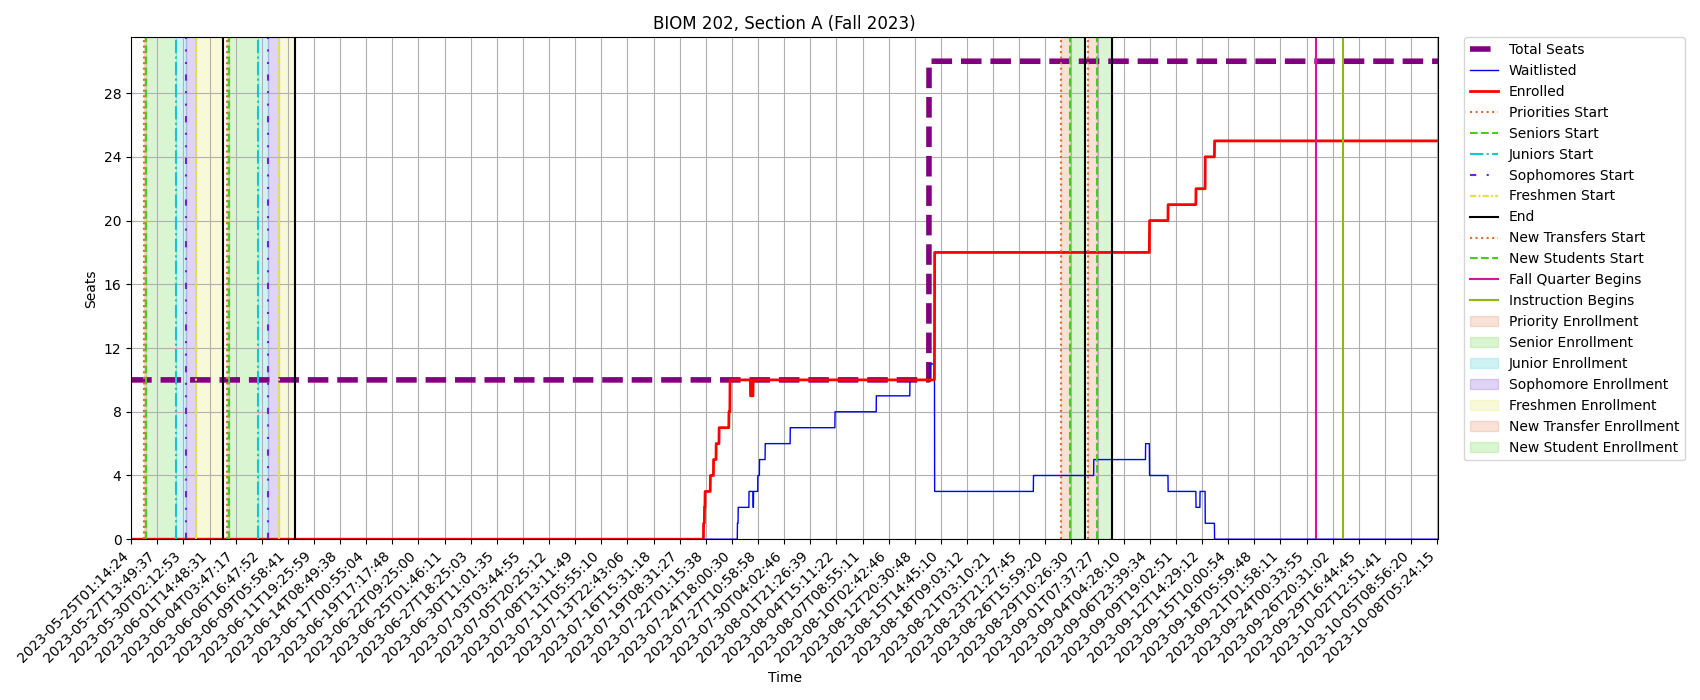 BIOM 202, Section A (Fall 2023)
Seats
28
24
20
16
12
8
4
0
2023-05-25T01:14:24
2023-05-27T13:49:37
2023-05-30T02:12:53
2023-06-01T14:48:31
2023-06-04T03:47:17
2023-06-06T16:47:52
2023-06-09T05:58:41
2023-06-11T19:25:59
2023-06-14T08:49:38
2023-06-17T00:55:04
2023-06-19T17:17:48
2023-06-22T09:25:00
2023-06-25T01:46:11
2023-06-27T18:25:03
2023-06-30T11:01:35
2023-07-03T03:44:55
2023-07-05T20:25:12
2023-07-08T13:11:49
2023-07-11T05:55:10
2023-07-13T22:43:06
2023-07-16T15:31:18
2023-07-19T08:31:27
2023-07-22T01:15:38
2023-07-24T18:00:30
2023-07-27T10:58:58
2023-07-30T04:02:46
2023-08-01T21:26:39
2023-08-04T15:11:22
2023-08-07T08:55:11
2023-08-10T02:42:46
2023-08-12T20:30:48
2023-08-15T14:45:10
2023-08-18T09:03:12
2023-08-21T03:10:21
2023-08-23T21:27:45
2023-08-26T15:59:20
2023-08-29T10:26:30
2023-09-01T07:37:27
2023-09-04T04:28:10
2023-09-06T23:39:34
2023-09-09T19:02:51
2023-09-12T14:29:12
2023-09-15T10:00:54
2023-09-18T05:59:48
2023-09-21T01:58:11
2023-09-24T00:33:55
2023-09-26T20:31:02
2023-09-29T16:44:45
2023-10-02T12:51:41
2023-10-05T08:56:20
2023-10-08T05:24:15
Time
Total Seats
Waitlisted
Enrolled
Priorities Start
Seniors Start
Juniors Start
Sophomores Start
Freshmen Start
End
New Transfers Start
New Students Start
Fall Quarter Begins
Instruction Begins
Priority Enrollment
Senior Enrollment
Junior Enrollment
Sophomore Enrollment
Freshmen Enrollment
New Transfer Enrollment
New Student Enrollment